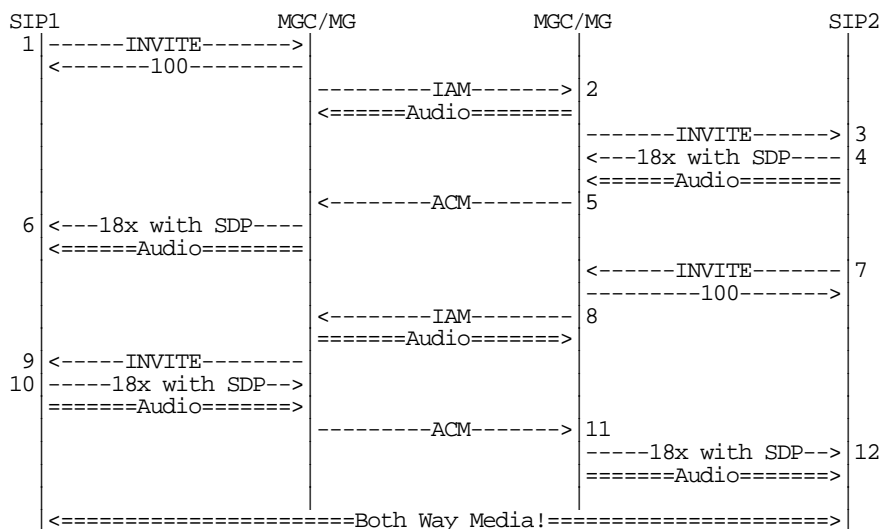 SIP1 MGC/MG MGC/MG SIP2
1|------INVITE------->|
|<-------100---------|
|---------IAM-------->|2
|<=======Audio=======|
|-------INVITE------->|3
|<---18x with SDP----|4
|<======Audio========|
|<--------ACM--------|5
6|<---18x with SDP----|
|<======Audio========|
|<------INVITE-------|7
|---------100-------->|
|<--------IAM--------|8
|=======Audio=======>|
9|<-----INVITE--------|
10|-----18x with SDP-->|
|=======Audio=======>|
|---------ACM------->|11
|-----18x with SDP-->|12
|=======Audio=======>|
|<====================Both Way Media!====================>|